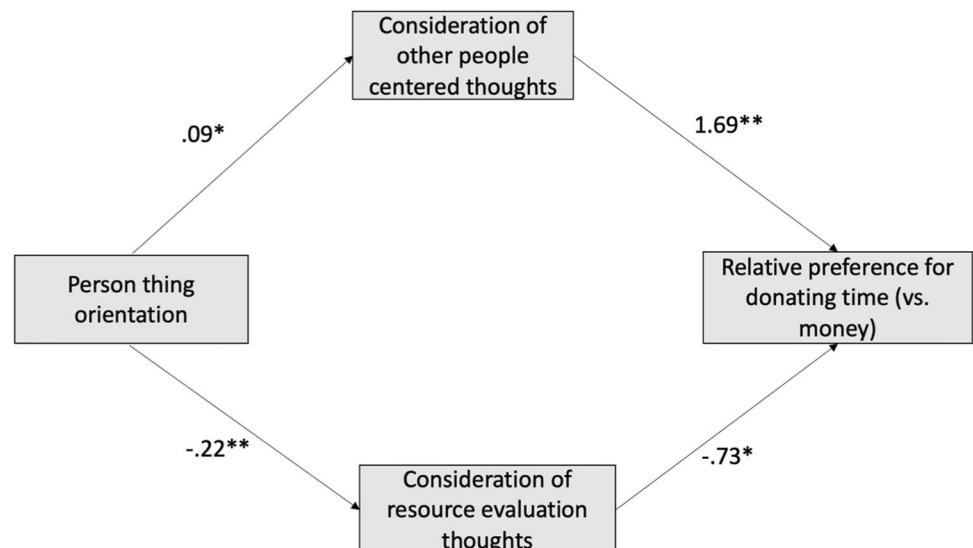 Consideration of
other people
centered thoughts
.09*
1.69**
Person thing
orientation
Relative preference for
donating time (vs.
money)
-.22**
-.73*
Consideration of
resource evaluation
thoughts